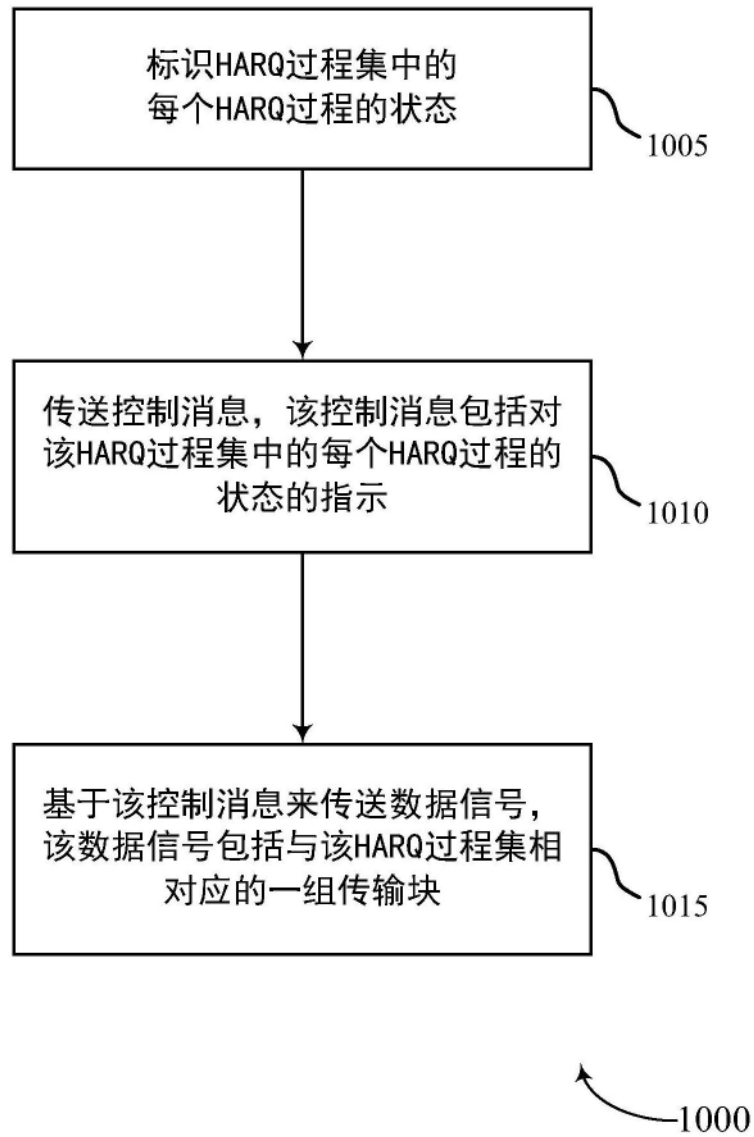 标识HARQ过程集中的
每个HARQ过程的状态
1005
传送控制消息，该控制消息包括对
该HARQ过程集中的每个HARQ过程的
状态的指示
1010
基于该控制消息来传送数据信号，
该数据信号包括与该HARQ过程集相
对应的一组传输块
1015
1000